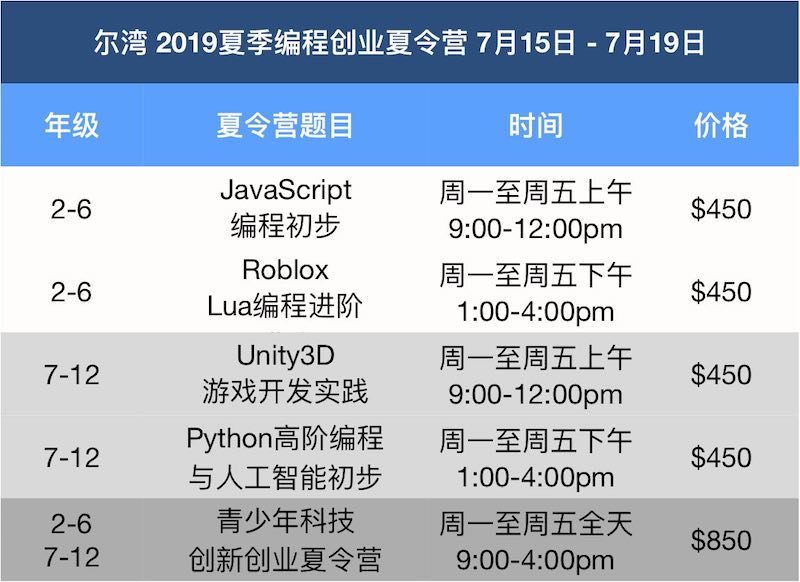 尔湾 2019夏季编程创业夏令营 7月15日 - 7月19日
年级 夏令营题目 时间 价格
2-6
JavaScript
编程初步
周一至周五上午
9:00-12:00pm
$450
2-6
Roblox
Lua编程进阶
周一至周五下午
1:00-4:00pm
$450
7-12
Unity3D
游戏开发实践
周一至周五上午
9:00-12:00pm
$450
7-12
Python高阶编程
与人工智能初步
周一至周五下午
1:00-4:00pm
$450
2-6
7-12
青少年科技
创新创业夏令营
周一至周五全天
9:00-4:00pm
$850